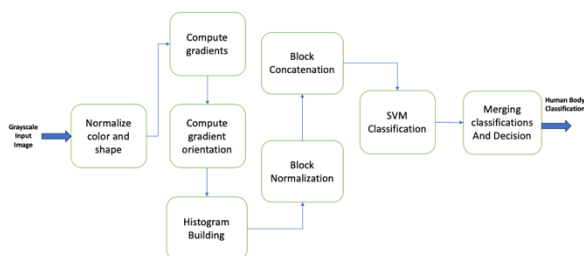 Grayscale
Input
Image
Normalize
color and
shape
Compute
gradients
Compute
gradient
orientation
Histogram
Building
Block
Normalization
Block
Concatenation
SVM
Classification
Merging
classifications
And Decision
Human Body
Classification